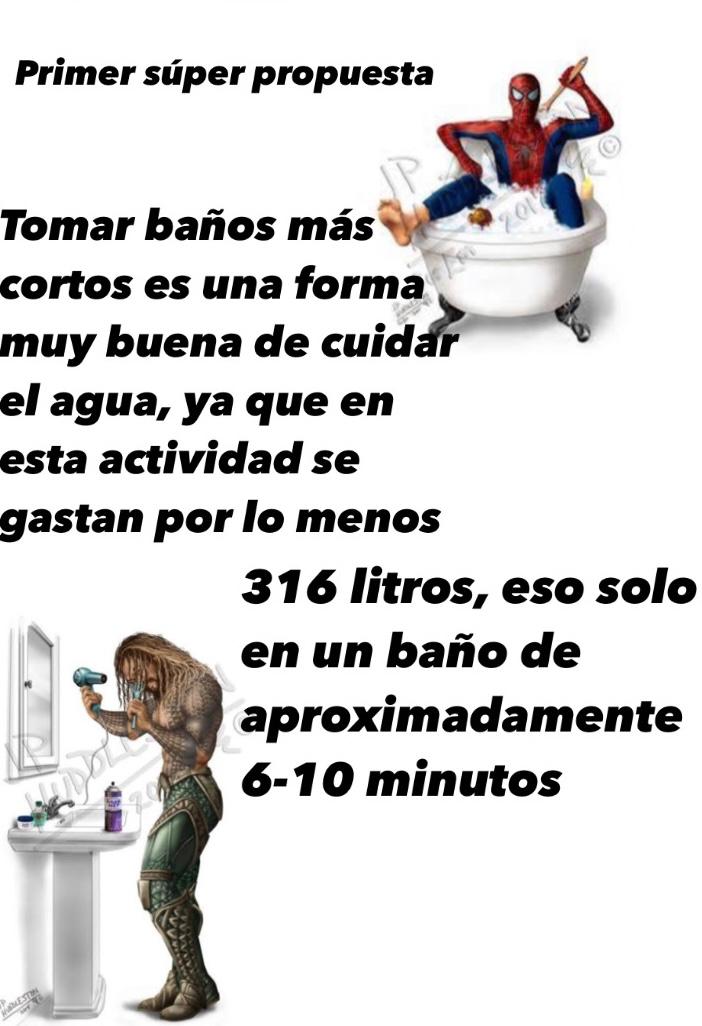 Primer súper propuesta
Tomar baños más
cortos es una forma
muy buena de cuidar
el agua, ya que en
esta actividad se
gastan por lo menos
316 litros, eso solo
en un baño de
aproximadamente
6-10 minutos